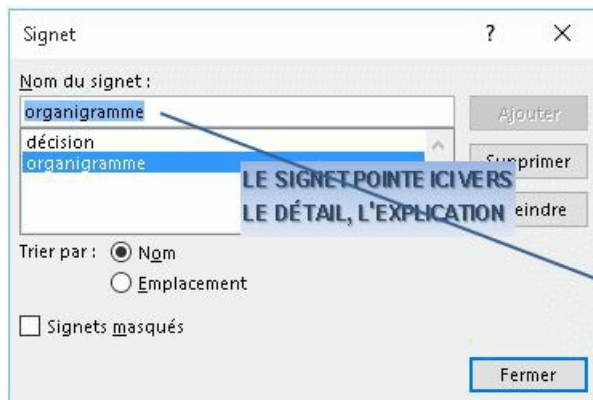 Signet ?
Nom du signet :
organigramme Ajouter
décision
organigramme Supprimer
LE SIGNET POINTE ICI VERS
LE DÉTAIL, L'EXPLICATION eindre
Trier par : Nom
Emplacement
Signets masqués
Fermer